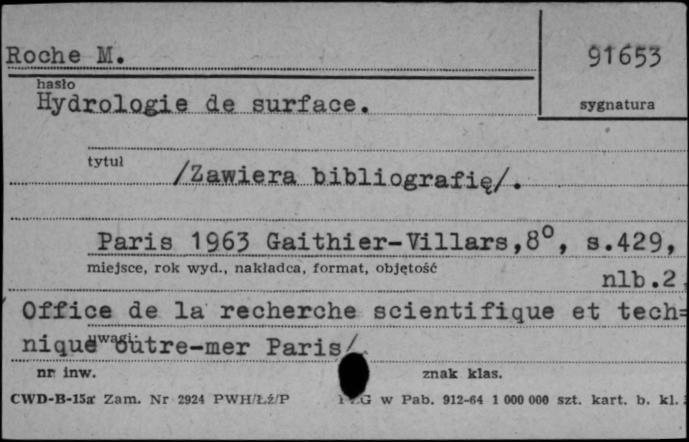 Roche M.
91653
hasło
sygnatura
Hydrologie de surface.
tytuł
/Zawiera bibliografię/.
Paris 1963 Gaithier-Villars,8°, s.429,
miejsce, rok wyd., nakładca, format, objętość
nlb.2
Office de la recherche scientifique et tech=
uwagi:
nique outre-mer Paris/
nr inw.
znak klas.
CWD-B-15a Zam. Nr 2924 PWH/Łź/P
w Pab. 912-64 1 000 000 szt. kart. b. kl.